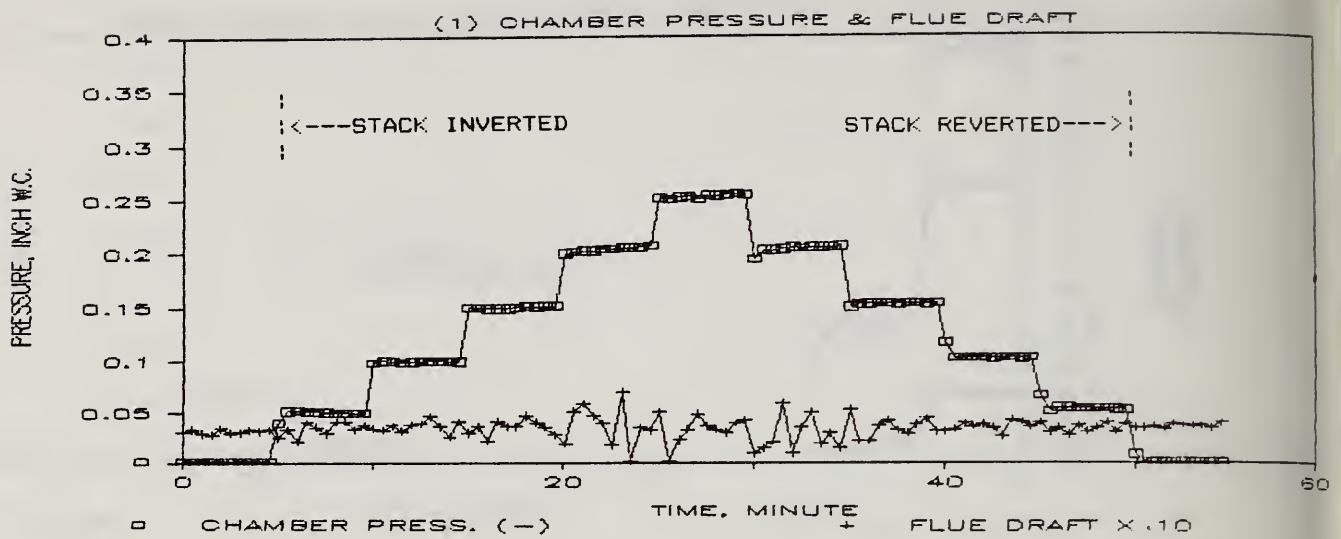 (1) CHAMBER PRESSURE & FLUE DRAFT
0.4
0.35
0.3
0.25
0.2
0.15
0.1
0.05
0
PRESSURE, INCH W.C.
<---STACK INVERTED
STACK REVERTED--->
0
20
40
60
TIME, MINUTE
CHAMBER PRESS. (—)
+ FLUE DRAFT X .10